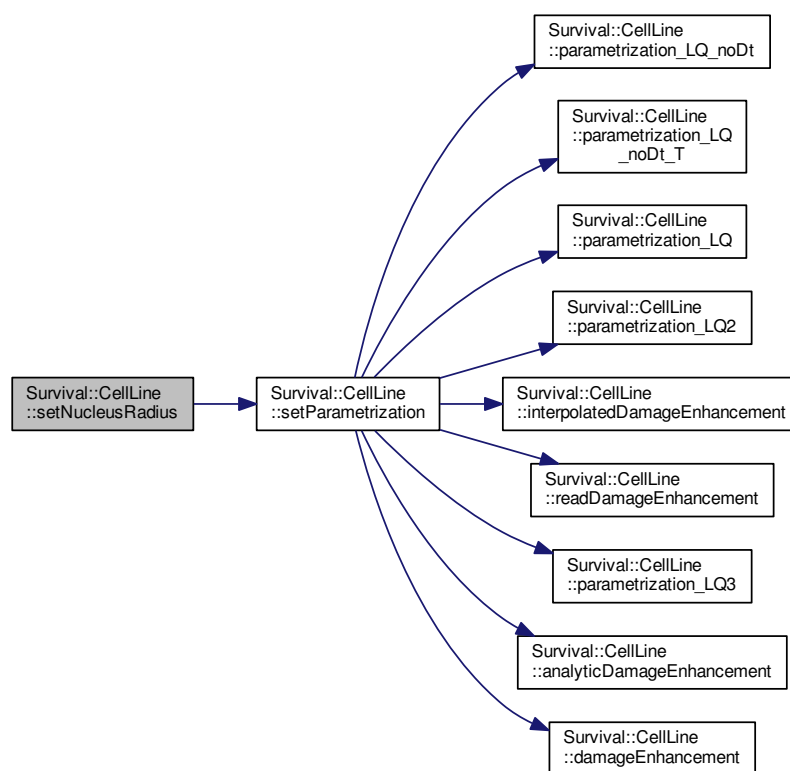 Survival::CellLine
::setNucleusRadius
Survival::CellLine
::setParametrization
Survival::CellLine
::parametrization_LQ_noDt
Survival::CellLine
::parametrization_LQ
_noDt_T
Survival::CellLine
::parametrization_LQ
Survival::CellLine
::parametrization_LQ2
Survival::CellLine
::interpolatedDamageEnhancement
Survival::CellLine
::readDamageEnhancement
Survival::CellLine
::parametrization_LQ3
Survival::CellLine
::analyticDamageEnhancement
Survival::CellLine
::damageEnhancement